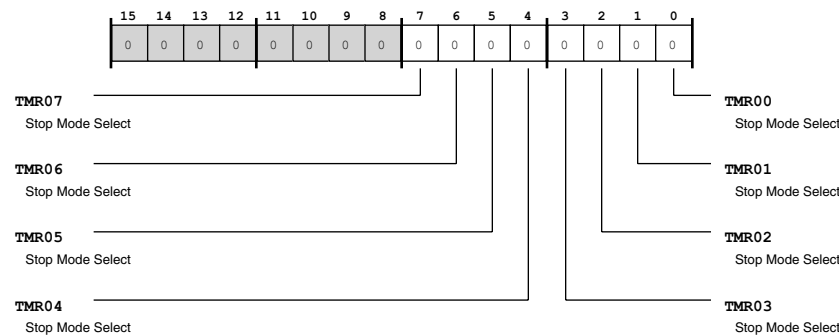 15 14 13 12 11 10 9 8 7 6 5 4 3 2 1 0
0 0 0 0 0 0 0 0 0 0 0 0 0 0 0 0
TMR07 TMR00
Stop Mode Select Stop Mode Select
TMR06 TMR01
Stop Mode Select Stop Mode Select
TMR05 TMR02
Stop Mode Select Stop Mode Select
TMR04 TMR03
Stop Mode Select Stop Mode Select